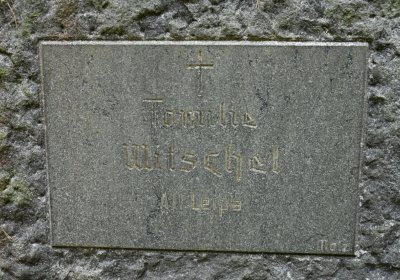 Familie
Witschel
Alt Leipa